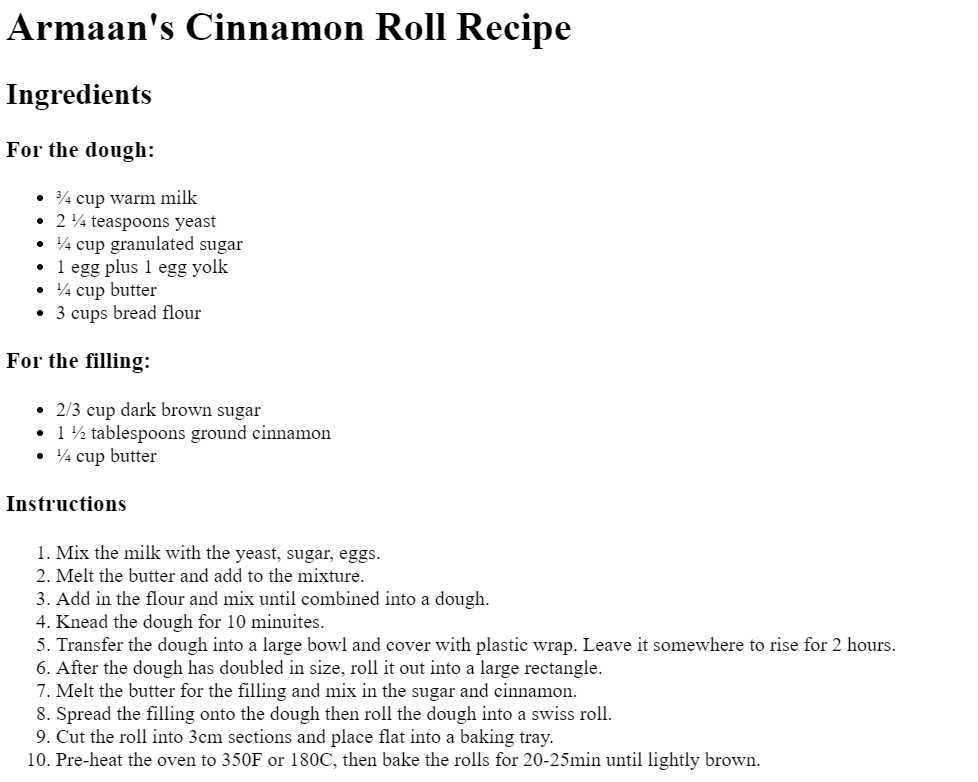 Armaan's Cinnamon Roll Recipe
Ingredients
For the dough:
• ¾ cup warm milk
• 2 ¼ teaspoons yeast
• ¼ cup granulated sugar
• 1 egg plus 1 egg yolk
• ¼ cup butter
• 3 cups bread flour
For the filling:
• 2/3 cup dark brown sugar
• 1 ½ tablespoons ground cinnamon
• ¼ cup butter
Instructions
1. Mix the milk with the yeast, sugar, eggs.
2. Melt the butter and add to the mixture.
3. Add in the flour and mix until combined into a dough.
4. Knead the dough for 10 minuites.
5. Transfer the dough into a large bowl and cover with plastic wrap. Leave it somewhere to rise for 2 hours.
6. After the dough has doubled in size, roll it out into a large rectangle.
7. Melt the butter for the filling and mix in the sugar and cinnamon.
8. Spread the filling onto the dough then roll the dough into a swiss roll.
9. Cut the roll into 3cm sections and place flat into a baking tray.
10. Pre-heat the oven to 350F or 180C, then bake the rolls for 20-25min until lightly brown.